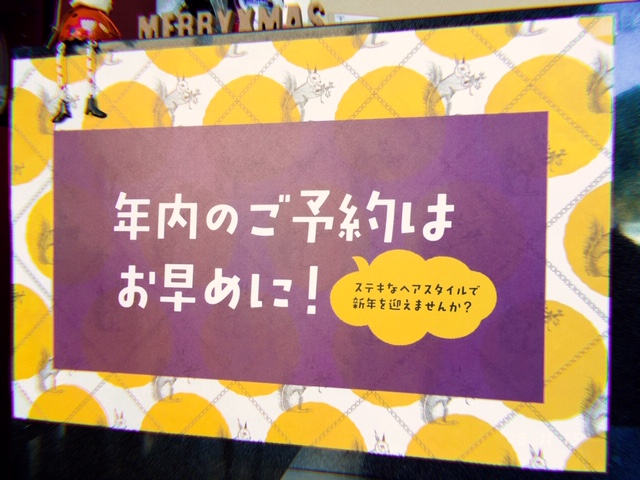 MERRY XMAS
年内のご予約は
お早めに！
ステキなヘアスタイルで
新年を迎えませんか？